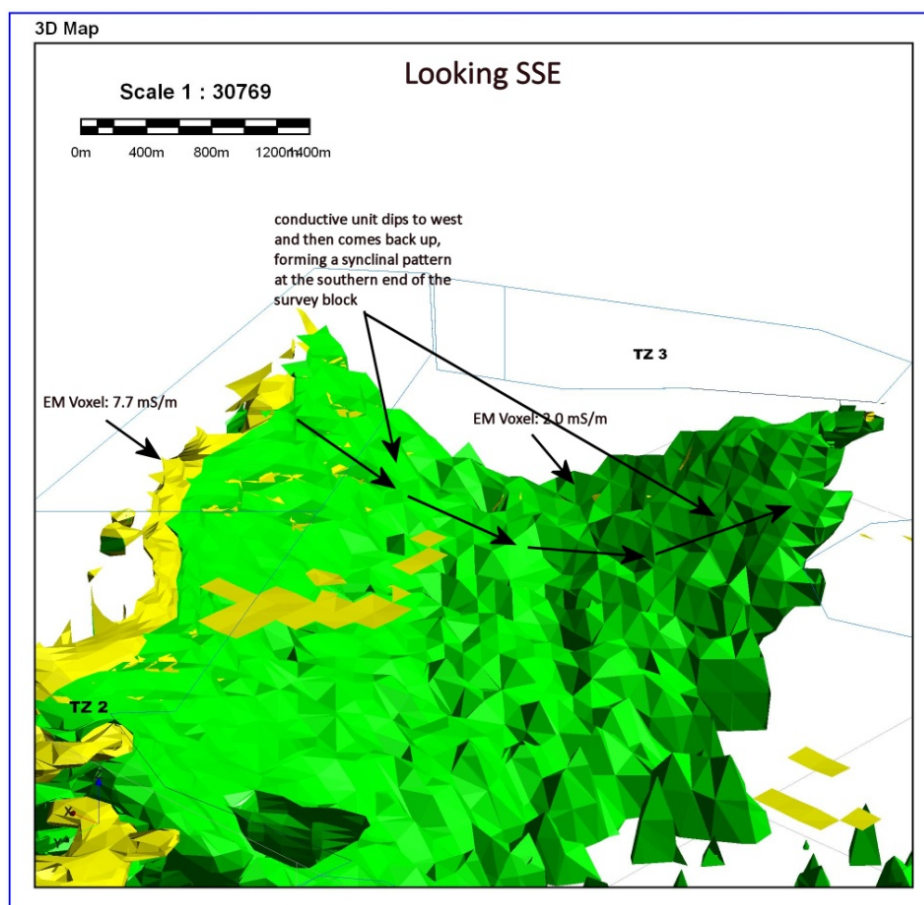 3D Map
Looking SSE
Scale 1 : 30769
0m 400m 800m 1200m 1400m
conductive unit dips to west
and then comes back up,
forming a synclinal pattern
at the southern end of the
survey block
TZ 3
EM Voxel: 7.7 mS/m
EM Voxel: 2.0 mS/m
TZ 2
X